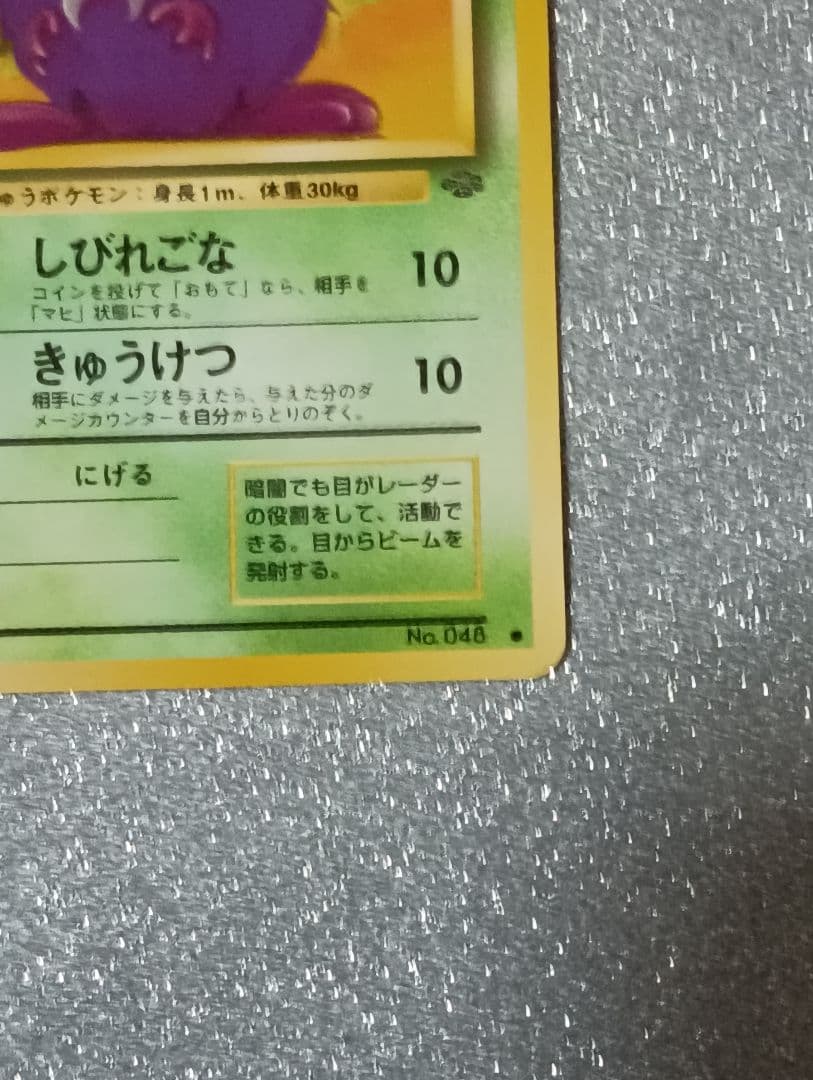 ゅうポケモン：身長1m、体重30kg
しびれごな 10
コインを投げて「おもて」なら、相手を
「マヒ」状態にする。
きゅうけつ 10
相手にダメージを与えたら、与えた分のダ
メージカウンターを自分からとりのぞく。
にげる
暗闇でも目がレーダー
の役割をして、活動で
きる。目からビームを
発射する。
No. 048 ●